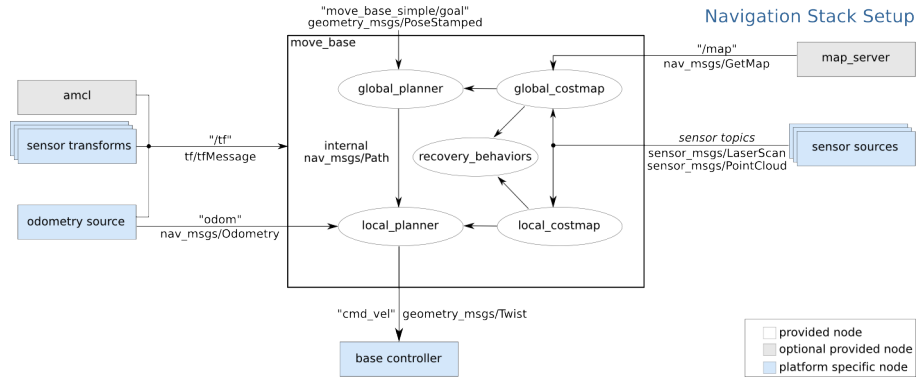 Navigation Stack Setup
"move_base_simple/goal"
geometry_msgs/PoseStamped
move_base
"/map"
nav_msgs/GetMap
map_server
amcl
global_planner
global_costmap
sensor transforms
"/tf"
tf/tfMessage
internal
nav_msgs/Path
recovery_behaviors
sensor topics
sensor_msgs/LaserScan
sensor_msgs/PointCloud
sensor sources
odometry source
"odom"
nav_msgs/Odometry
local_planner
local_costmap
"cmd_vel" geometry_msgs/Twist
base controller
provided node
optional provided node
platform specific node